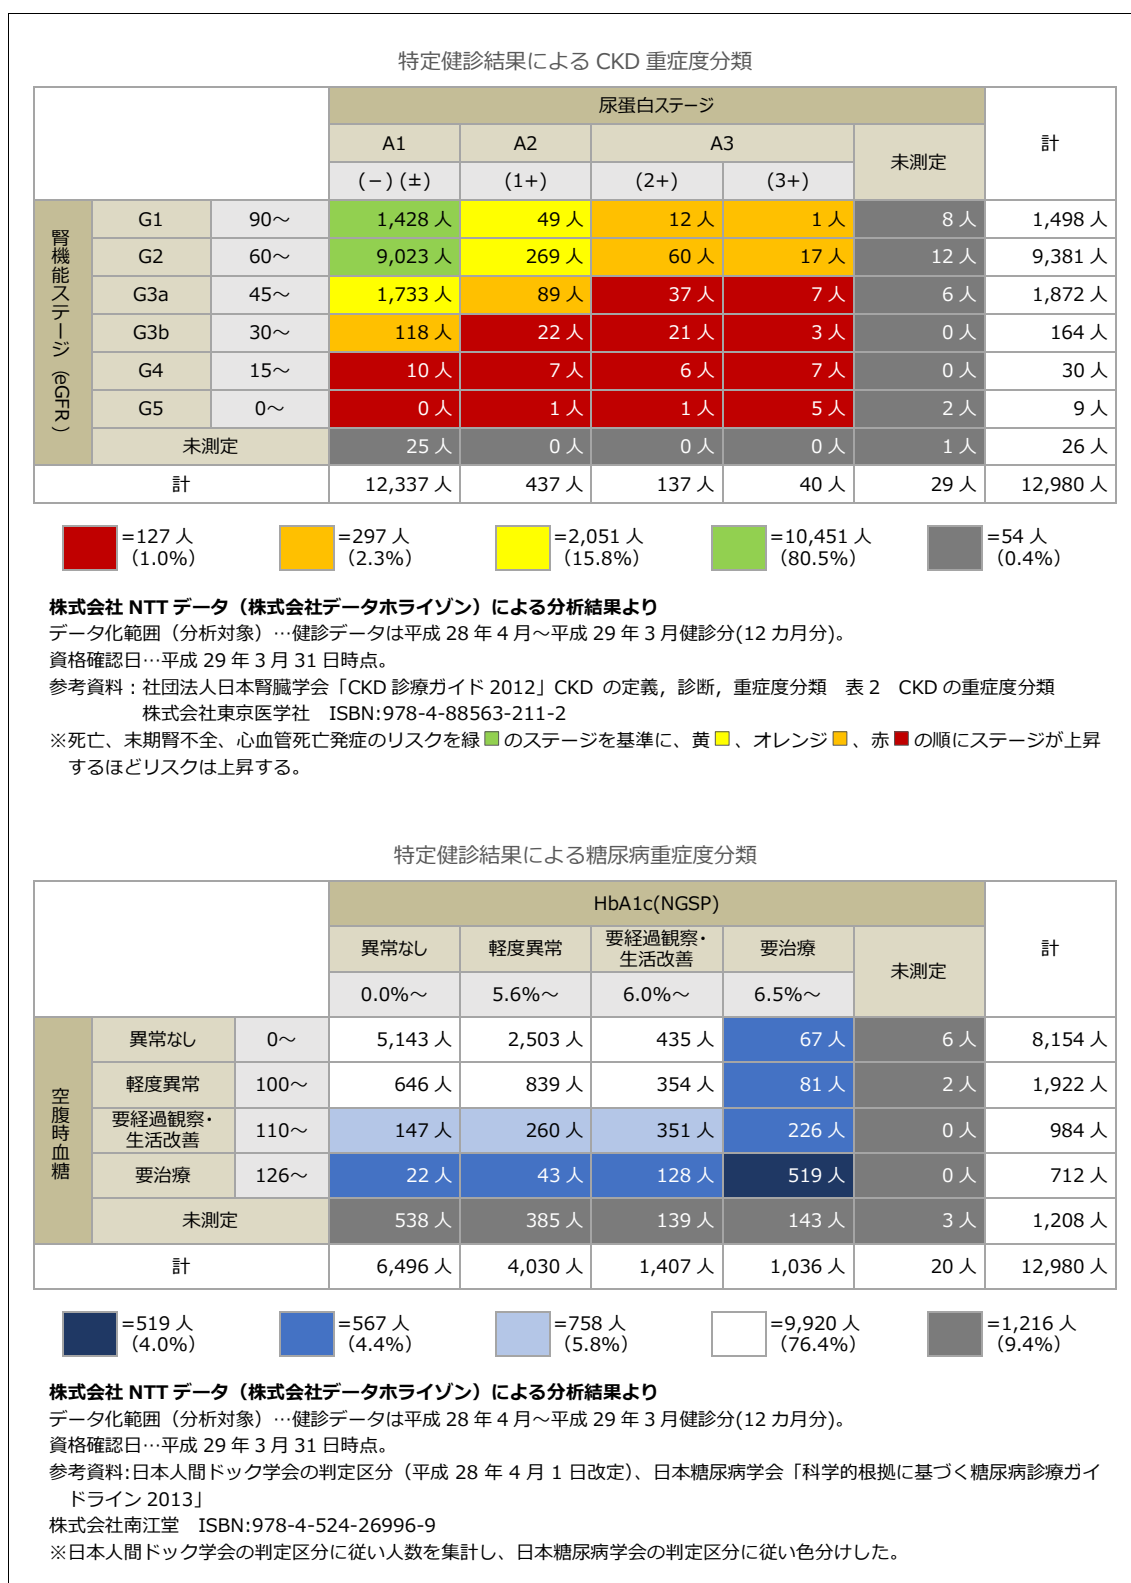 特定健診結果による CKD 重症度分類
尿蛋白ステージ
計
A1 A2 A3 未測定
(－) (±) (1+) (2+) (3+)
腎機能ステージ (eGFR)
G1 90～ 1,428 人 49 人 12 人 1 人 8 人 1,498 人
G2 60～ 9,023 人 269 人 60 人 17 人 12 人 9,381 人
G3a 45～ 1,733 人 89 人 37 人 7 人 6 人 1,872 人
G3b 30～ 118 人 22 人 21 人 3 人 0 人 164 人
G4 15～ 10 人 7 人 6 人 7 人 0 人 30 人
G5 0～ 0 人 1 人 1 人 5 人 2 人 9 人
未測定 25 人 0 人 0 人 0 人 1 人 26 人
計 12,337 人 437 人 137 人 40 人 29 人 12,980 人
=127 人 =297 人 =2,051 人 =10,451 人 =54 人
(1.0%) (2.3%) (15.8%) (80.5%) (0.4%)
株式会社 NTT データ（株式会社データホライゾン）による分析結果より
データ化範囲（分析対象）…健診データは平成 28 年 4 月～平成 29 年 3 月健診分(12 カ月分)。
資格確認日…平成 29 年 3 月 31 日時点。
参考資料：社団法人日本腎臓学会「CKD 診療ガイド 2012」CKD の定義，診断，重症度分類　表 2　CKD の重症度分類
株式会社東京医学社　ISBN:978-4-88563-211-2
※死亡、末期腎不全、心血管死亡発症のリスクを緑 のステージを基準に、黄 、オレンジ 、赤 の順にステージが上昇
するほどリスクは上昇する。
特定健診結果による糖尿病重症度分類
HbA1c(NGSP)
計
異常なし 軽度異常 要経過観察・ 要治療 未測定
生活改善
0.0%～ 5.6%～ 6.0%～ 6.5%～
空腹時血糖
異常なし 0～ 5,143 人 2,503 人 435 人 67 人 6 人 8,154 人
軽度異常 100～ 646 人 839 人 354 人 81 人 2 人 1,922 人
要経過観察・
生活改善 110～ 147 人 260 人 351 人 226 人 0 人 984 人
要治療 126～ 22 人 43 人 128 人 519 人 0 人 712 人
未測定 538 人 385 人 139 人 143 人 3 人 1,208 人
計 6,496 人 4,030 人 1,407 人 1,036 人 20 人 12,980 人
=519 人 =567 人 =758 人 =9,920 人 =1,216 人
(4.0%) (4.4%) (5.8%) (76.4%) (9.4%)
株式会社 NTT データ（株式会社データホライゾン）による分析結果より
データ化範囲（分析対象）…健診データは平成 28 年 4 月～平成 29 年 3 月健診分(12 カ月分)。
資格確認日…平成 29 年 3 月 31 日時点。
参考資料:日本人間ドック学会の判定区分（平成 28 年 4 月 1 日改定）、日本糖尿病学会「科学的根拠に基づく糖尿病診療ガイ
ドライン 2013」
株式会社南江堂　ISBN:978-4-524-26996-9
※日本人間ドック学会の判定区分に従い人数を集計し、日本糖尿病学会の判定区分に従い色分けした。